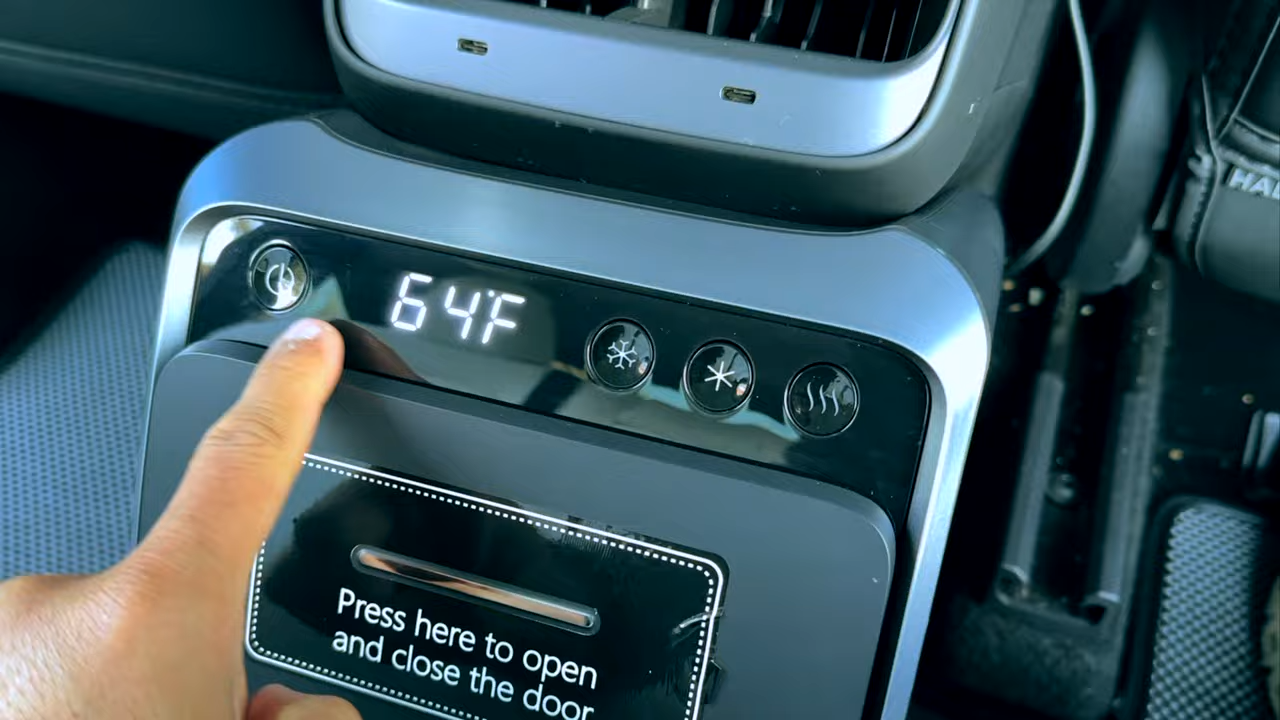 64°F
Press here to open
and close the door